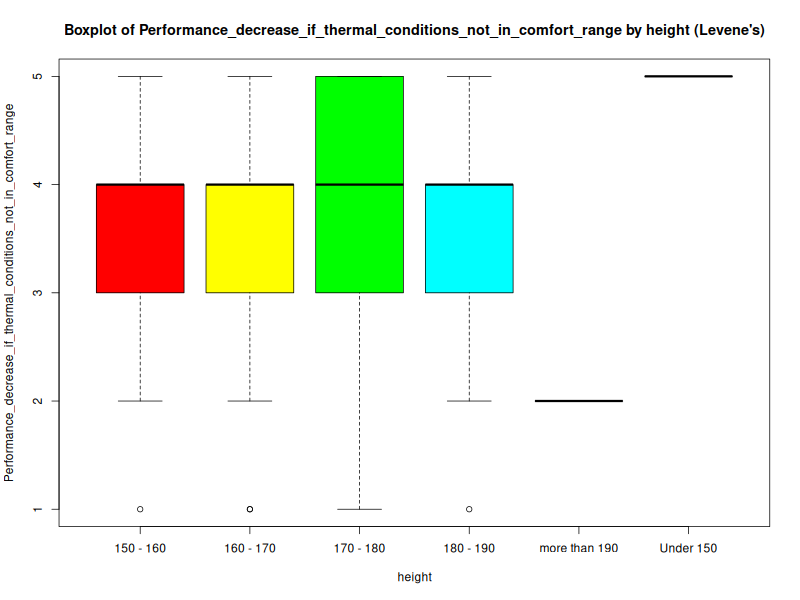 Boxplot of Performance_decrease_if_thermal_conditions_not_in_comfort_range by height (Levene's)
Performance_decrease_if_thermal_conditions_not_in_comfort_range
5
4
3
2
1
150 - 160
160 - 170
170 - 180
180 - 190
more than 190
Under 150
height